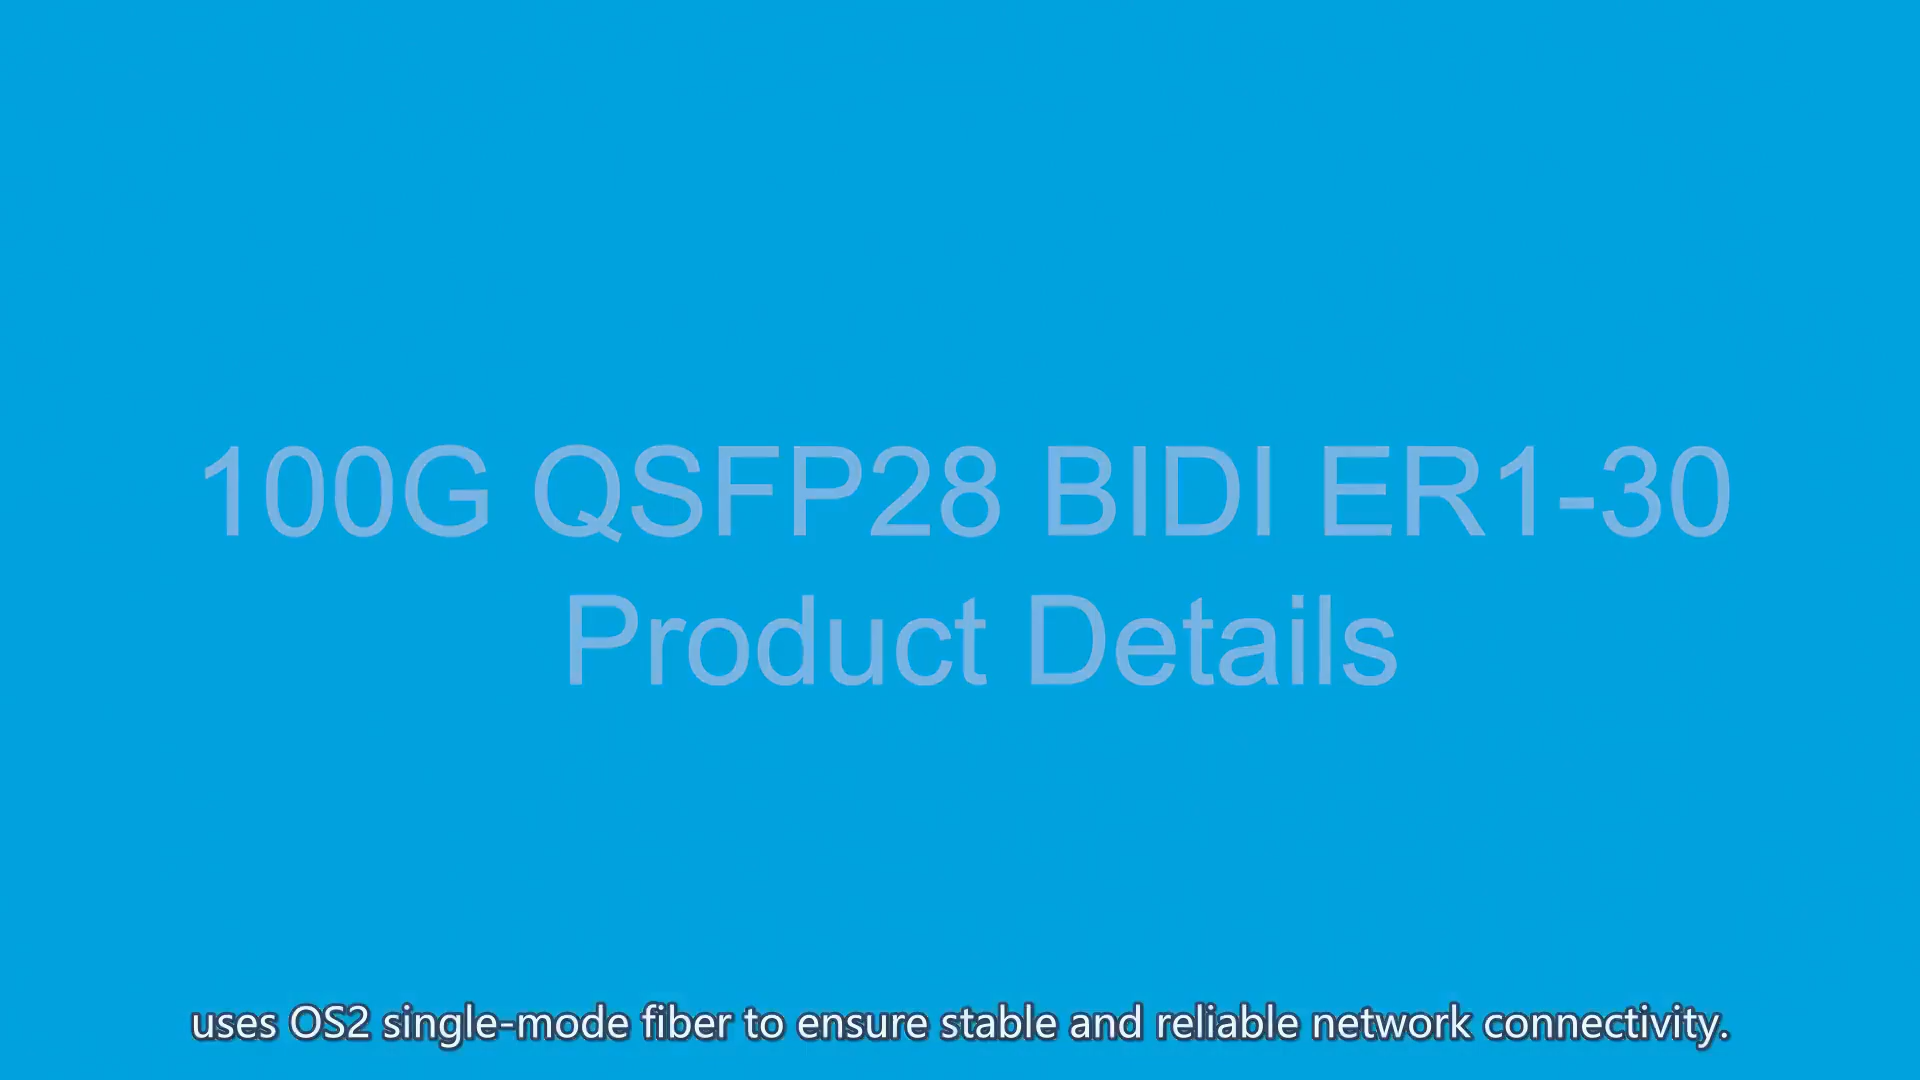 100G QSFP28 BIDI ER1-30
Product Details
uses OS2 single-mode fiber to ensure stable and reliable network connectivity.